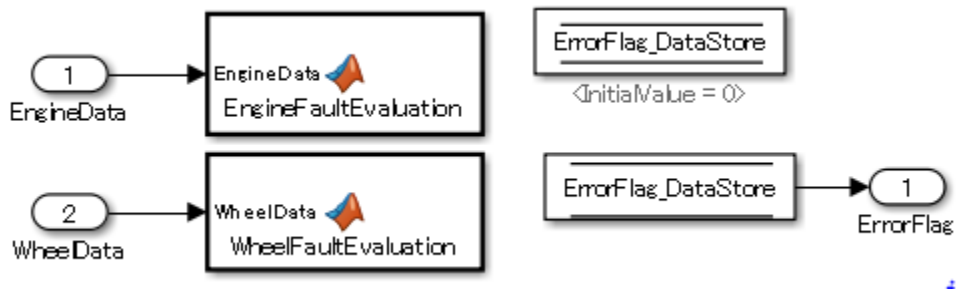 1
EngineData
EngineData
EngineFaultEvaluation
ErrorFlag_DataStore
<InitialValue = 0>
2
WheelData
WheelData
WheelFaultEvaluation
ErrorFlag_DataStore
1
ErrorFlag